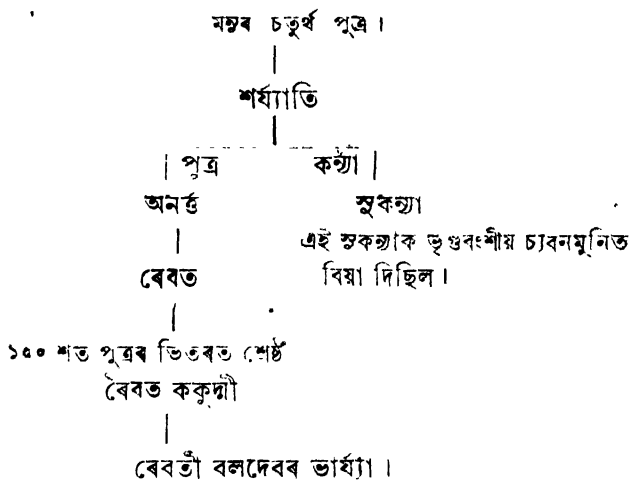 মনুৰ চতুৰ্থ পুত্ৰ ।
শৰ্য্যাতি
পুত্ৰ কন্যা
অনৰ্ত্ত সুকন্যা
এই সুকন্যাক ভৃগুবংশীয় চ্যবনমুনিত
ৰেবত বিয়া দিছিল ।
১০০ শত পুত্ৰৰ ভিতৰত শ্ৰেষ্ঠ
ৰৈবত ককুদ্মী
ৰেবতী বলদেবৰ ভাৰ্য্যা ।